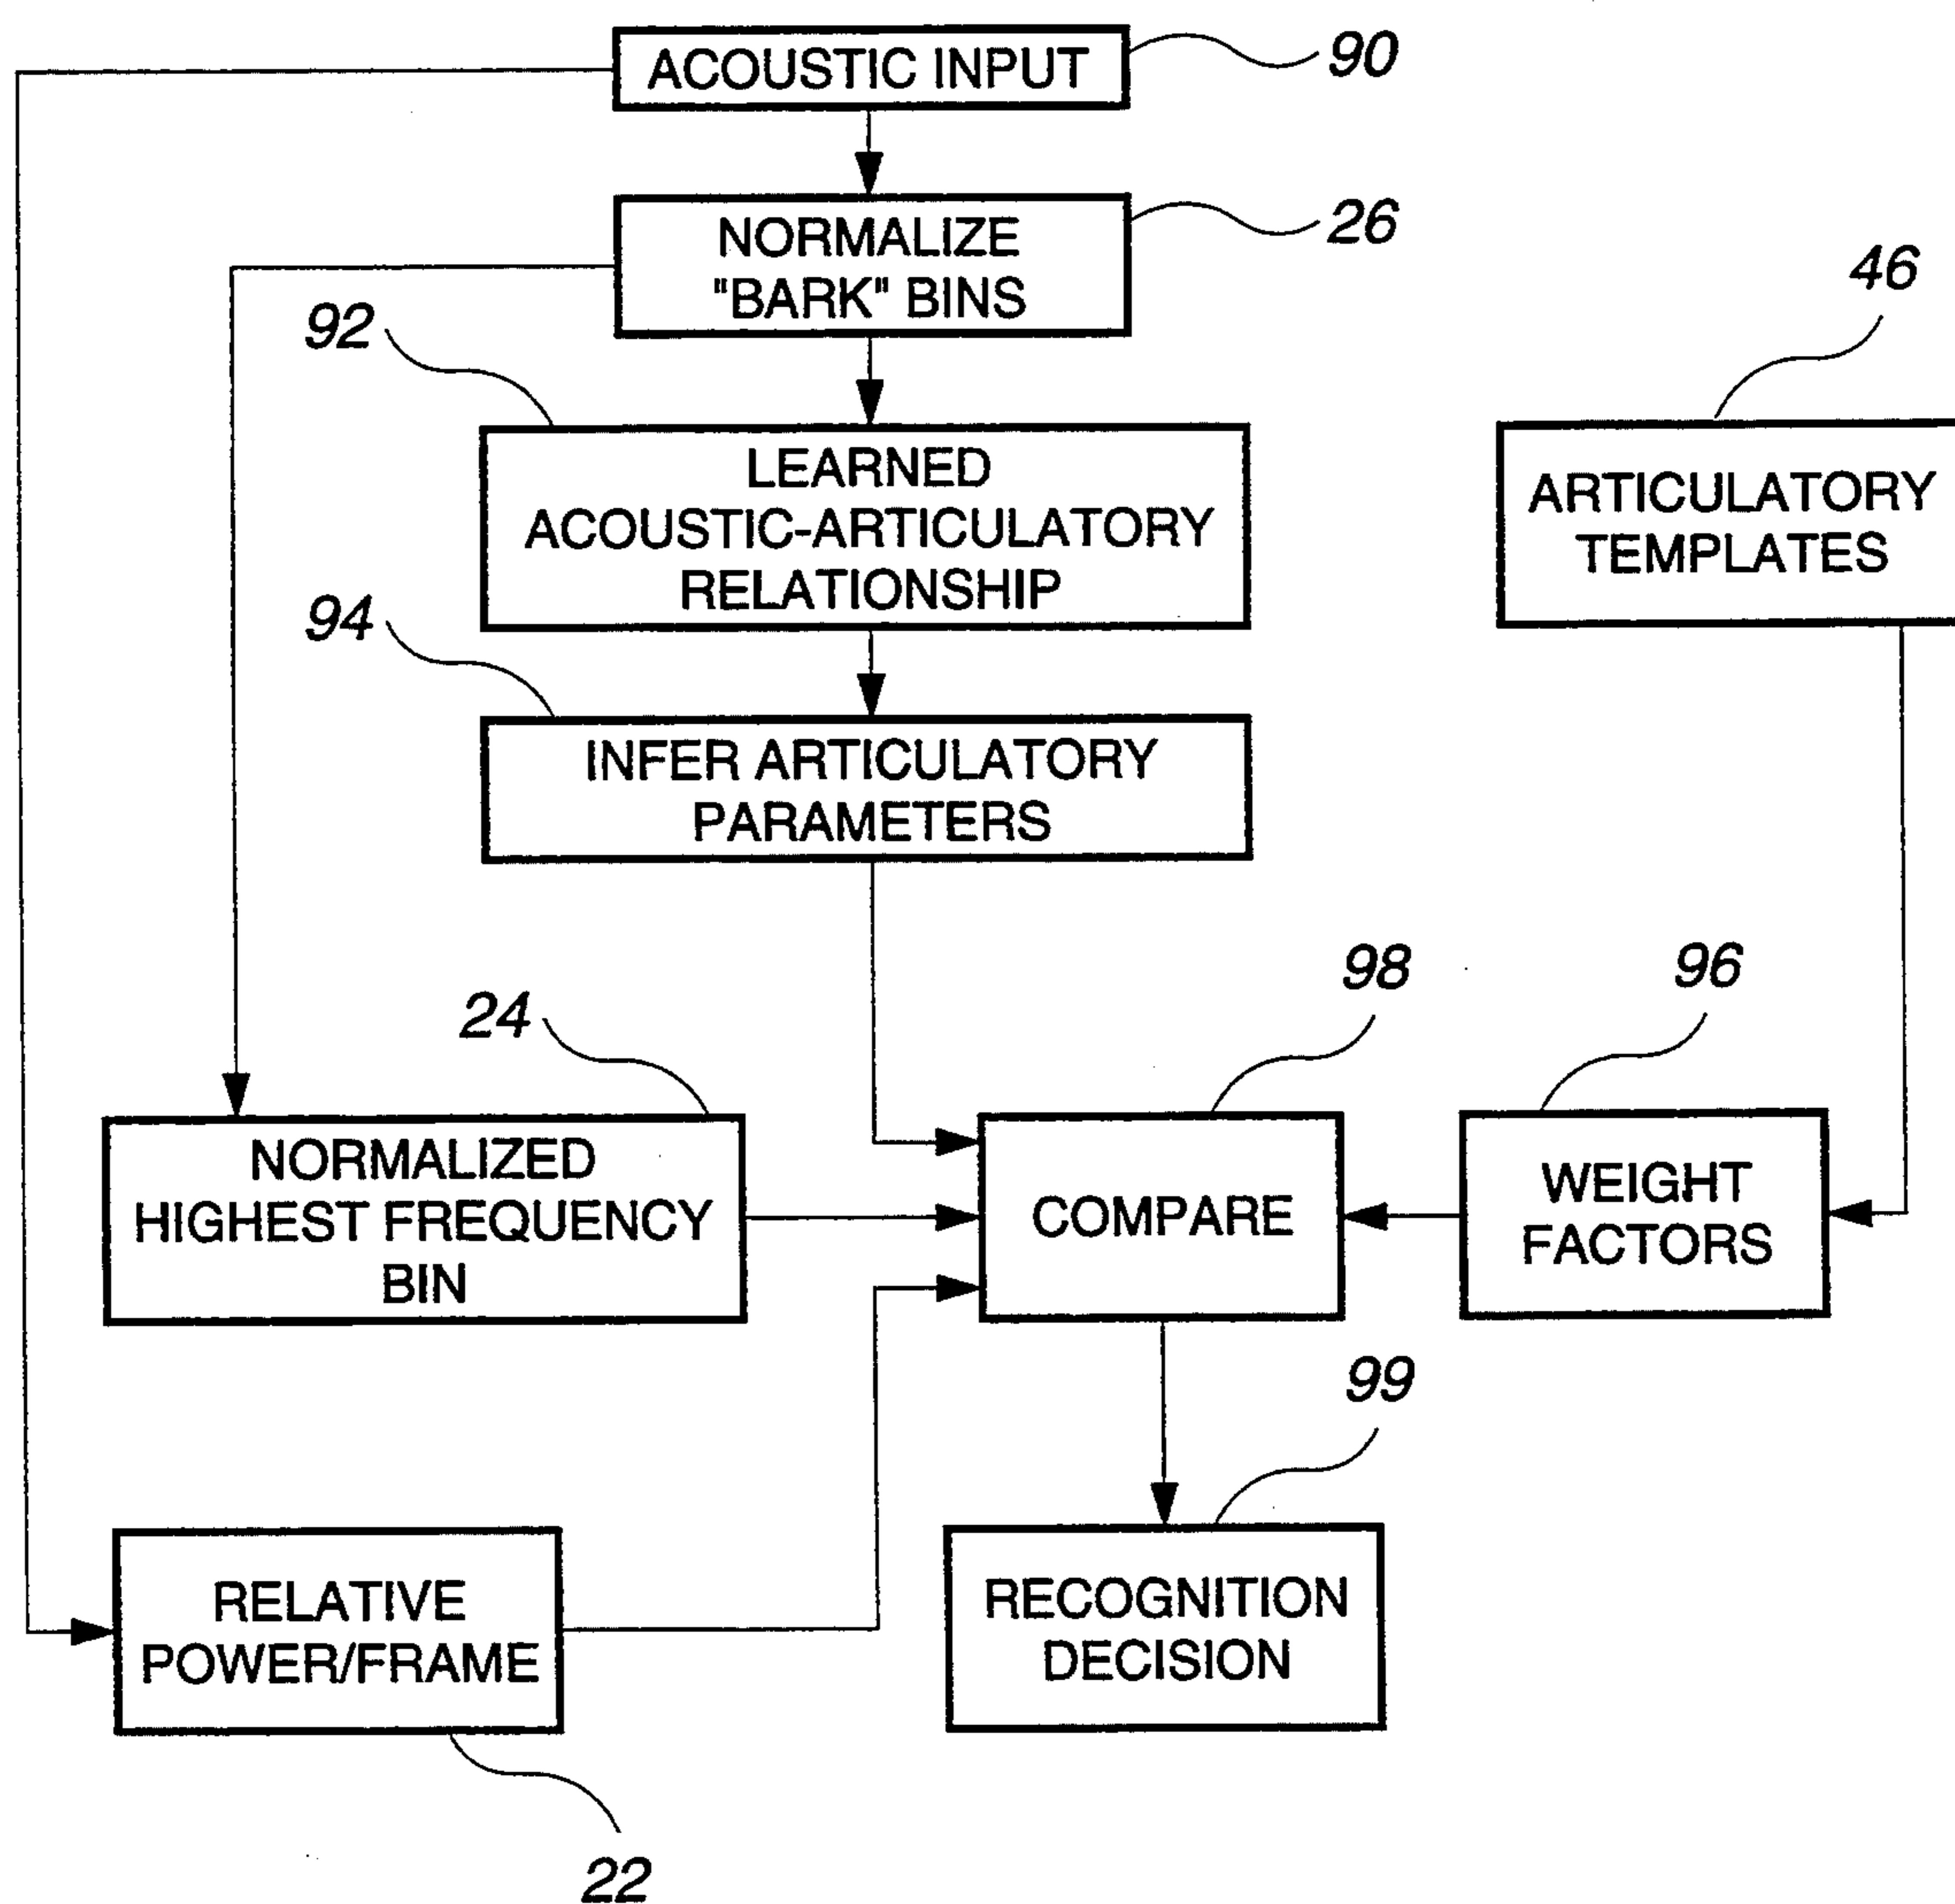 ACOUSTIC INPUT
90
NORMALIZE
"BARK" BINS
26
92
LEARNED
ACOUSTIC-ARTICULATORY
RELATIONSHIP
46
ARTICULATORY
TEMPLATES
94
INFER ARTICULATORY
PARAMETERS
24
NORMALIZED
HIGHEST FREQUENCY
BIN
98
COMPARE
96
WEIGHT
FACTORS
99
RECOGNITION
DECISION
RELATIVE
POWER/FRAME
22